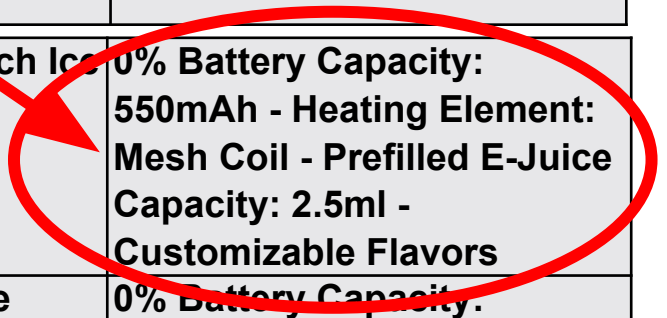 ch Ice 0% Battery Capacity:
550mAh - Heating Element:
Mesh Coil - Prefilled E-Juice
Capacity: 2.5ml -
Customizable Flavors
e 0% Battery Capacity: